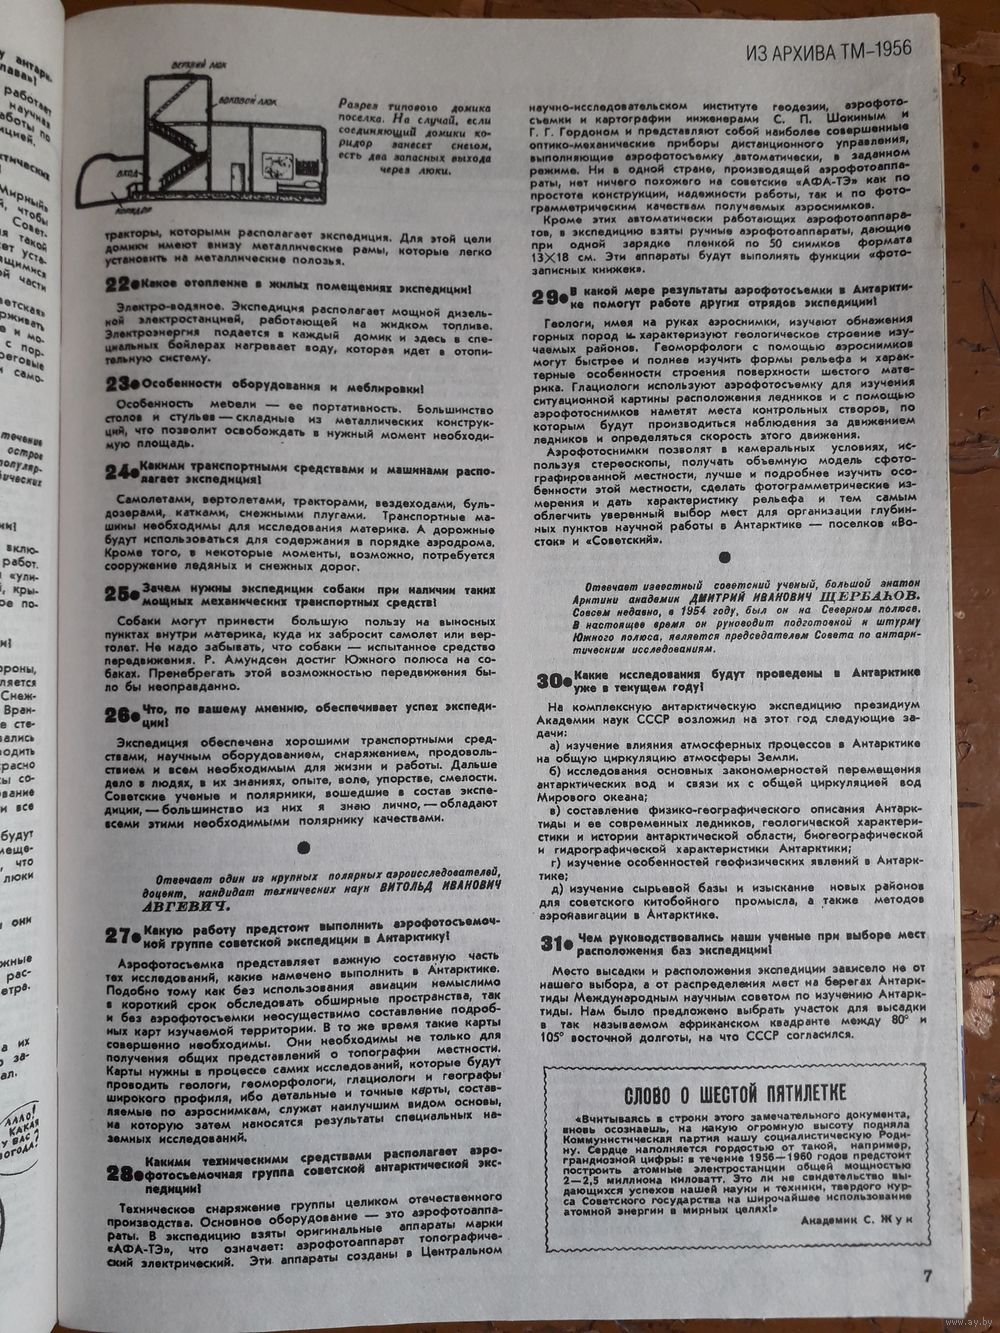 ИЗ АРХИВА ТМ–1956
ВЕРХНИЙ ЛЮК
БОКОВОЙ ЛЮК
ВХОД
КОРИДОР
Разрез типового домика
поселка. На случай, если
соединяющий домики ко-
ридор занесет снегом,
есть два запасных выхода
через люки.
тракторы, которыми располагает экспедиция. Для этой цели
домики имеют внизу металлические рамы, которые легко
установить на металлические полозья.
22. Какое отопление в жилых помещениях экспедиции!
Электро-водяное. Экспедиция располагает мощной дизель-
ной электростанцией, работающей на жидком топливе.
Электроэнергия подается в каждый домик и здесь в спе-
циальных бойлерах нагревает воду, которая идет в отопи-
тельную систему.
23. Особенности оборудования и меблировки!
Особенность мебели — ее портативность. Большинство
столов и стульев — складные из металлических конструк-
ций, что позволит освобождать в нужный момент необходи-
мую площадь.
24. Какими транспортными средствами и машинами распо-
лагает экспедиция!
Самолетами, вертолетами, тракторами, вездеходами, буль-
дозерами, катками, снежными плугами. Транспортные ма-
шины необходимы для исследования материка. А дорожные
будут использоваться для содержания в порядке аэродрома.
Кроме того, в некоторые моменты, возможно, потребуется
сооружение ледяных и снежных дорог.
25. Зачем нужны экспедиции собаки при наличии таких
мощных механических транспортных средств!
Собаки могут принести большую пользу на выносных
пунктах внутри материка, куда их забросит самолет или вер-
толет. Не надо забывать, что собаки — испытанное средство
передвижения. Р. Амундсен достиг Южного полюса на со-
баках. Пренебрегать этой возможностью передвижения бы-
ло бы неоправданно.
26. Что, по вашему мнению, обеспечивает успех экспеди-
ции!
Экспедиция обеспечена хорошими транспортными сред-
ствами, научным оборудованием, снаряжением, продоволь-
ствием и всем необходимым для жизни и работы. Дальше
дело в людях, в их знаниях, опыте, воле, упорстве, смелости.
Советские ученые и полярники, вошедшие в состав экспе-
диции, — большинство из них я знаю лично, — обладают
всеми этими необходимыми полярнику качествами.
Отвечает один из крупных полярных аэроисследователей,
доцент, кандидат технических наук ВИТОЛЬД ИВАНОВИЧ
АВГЕВИЧ.
27. Какую работу предстоит выполнить аэрофотосъемоч-
ной группе советской экспедиции в Антарктику!
Аэрофотосъемка представляет важную составную часть
тех исследований, какие намечено выполнить в Антарктике.
Подобно тому как без использования авиации немыслимо
в короткий срок обследовать обширные пространства, так
и без аэрофотосъемки неосуществимо составление подроб-
ных карт изучаемой территории. В то же время такие карты
совершенно необходимы. Они необходимы не только для
получения общих представлений о топографии местности.
Карты нужны в процессе самих исследований, которые будут
проводить геологи, геоморфологи, гляциологи и географы
широкого профиля, ибо детальные и точные карты, состав-
ляемые по аэроснимкам, служат наилучшим видом основы,
на которую затем наносятся результаты специальных на-
земных исследований.
28. Какими техническими средствами располагает аэро-
фотосъемочная группа советской антарктической экс-
педиции!
Техническое снаряжение группы целиком отечественного
производства. Основное оборудование — это аэрофотоаппа-
раты. В экспедицию взяты оригинальные аппараты марки
«АФА-ТЭ», что означает: аэрофотоаппарат топографиче-
ский электрический. Эти аппараты созданы в Центральном
научно-исследовательском институте геодезии, аэрофото-
съемки и картографии инженерами С. П. Шокиным и
Г. Г. Гордоном и представляют собой наиболее совершенные
оптико-механические приборы дистанционного управления,
выполняющие аэрофотосъемку автоматически, в заданном
режиме. Ни в одной стране, производящей аэрофотоаппа-
раты, нет ничего похожего на советские «АФА-ТЭ» как по
простоте конструкции, надежности работы, так и по фото-
грамметрическим качествам получаемых аэроснимков.
Кроме этих автоматически работающих аэрофотоаппара-
тов, в экспедицию взяты ручные аэрофотоаппараты, дающие
при одной зарядке пленкой по 50 снимков формата
13×18 см. Эти аппараты будут выполнять функции «фото-
записных книжек».
29. В какой мере результаты аэрофотосъемки в Антаркти-
ке помогут работе других отрядов экспедиции!
Геологи, имея на руках аэроснимки, изучают обнажения
горных пород и характеризуют геологическое строение изу-
чаемых районов. Геоморфологи с помощью аэроснимков
могут быстрее и полнее изучить формы рельефа и харак-
терные особенности строения поверхности шестого мате-
рика. Глациологи используют аэрофотосъемку для изучения
ситуационной картины расположения ледников и с помощью
аэрофотоснимков наметят места контрольных створов, по
которым будут производиться наблюдения за движением
ледников и определяться скорость этого движения.
Аэрофотоснимки позволят в камеральных условиях, ис-
пользуя стереоскопы, получать объемную модель сфото-
графированной местности, лучше и подробнее изучить осо-
бенности этой местности, сделать фотограмметрические из-
мерения и дать характеристику рельефа и тем самым
облегчить уверенный выбор мест для организации глубин-
ных пунктов научной работы в Антарктике — поселков «Во-
сток» и «Советский».
Отвечает известный советский ученый, большой знаток
Арктики академик ДМИТРИЙ ИВАНОВИЧ ЩЕРБАКОВ.
Совсем недавно, в 1954 году, был он на Северном полюсе.
В настоящее время он руководит подготовкой к штурму
Южного полюса, является председателем Совета по антарк-
тическим исследованиям.
30. Какие исследования будут проведены в Антарктике
уже в текущем году!
На комплексную антарктическую экспедицию президиум
Академии наук СССР возложил на этот год следующие за-
дачи:
а) изучение влияния атмосферных процессов в Антарктике
на общую циркуляцию атмосферы Земли.
б) исследования основных закономерностей перемещения
антарктических вод и связи их с общей циркуляцией вод
Мирового океана;
в) составление физико-географического описания Антарк-
тиды и ее современных ледников, геологической характери-
стики и истории антарктической области, биогеографической
и гидрографической характеристики Антарктики;
г) изучение особенностей геофизических явлений в Антарк-
тике;
д) изучение сырьевой базы и изыскание новых районов
для советского китобойного промысла, а также методов
аэронавигации в Антарктике.
31. Чем руководствовались наши ученые при выборе мест
расположения баз экспедиции!
Место высадки и расположения экспедиции зависело не от
нашего выбора, а от распределения мест на берегах Антарк-
тиды Международным научным советом по изучению Антарк-
тиды. Нам было предложено выбрать участок для высадки
в так называемом африканском квадранте между 80° и
105° восточной долготы, на что СССР согласился.
СЛОВО О ШЕСТОЙ ПЯТИЛЕТКЕ
«Вчитываясь в строки этого замечательного документа,
вновь осознаешь, на какую огромную высоту подняла
Коммунистическая партия нашу социалистическую Роди-
ну. Сердце наполняется гордостью от такой, например,
грандиозной цифры: в течение 1956—1960 годов предстоит
построить атомные электростанции общей мощностью
2—2,5 миллиона киловатт. Это ли не свидетельство вы-
дающихся успехов нашей науки и техники, твердого кур-
са Советского государства на широчайшее использование
атомной энергии в мирных целях!»
Академик С. Жук
7
www.ay.by